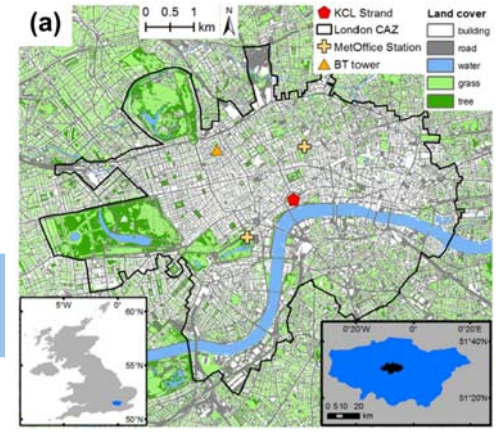 (a)
0 0.5 1
km
N
KCL Strand
London CAZ
MetOffice Station
BT tower
Land cover
building
road
water
grass
tree
5°W 0°
60°N
55°N
50°N
0°20'W 0° 0°20'E
51°40'N
51°20'N
0 5 10 20
km